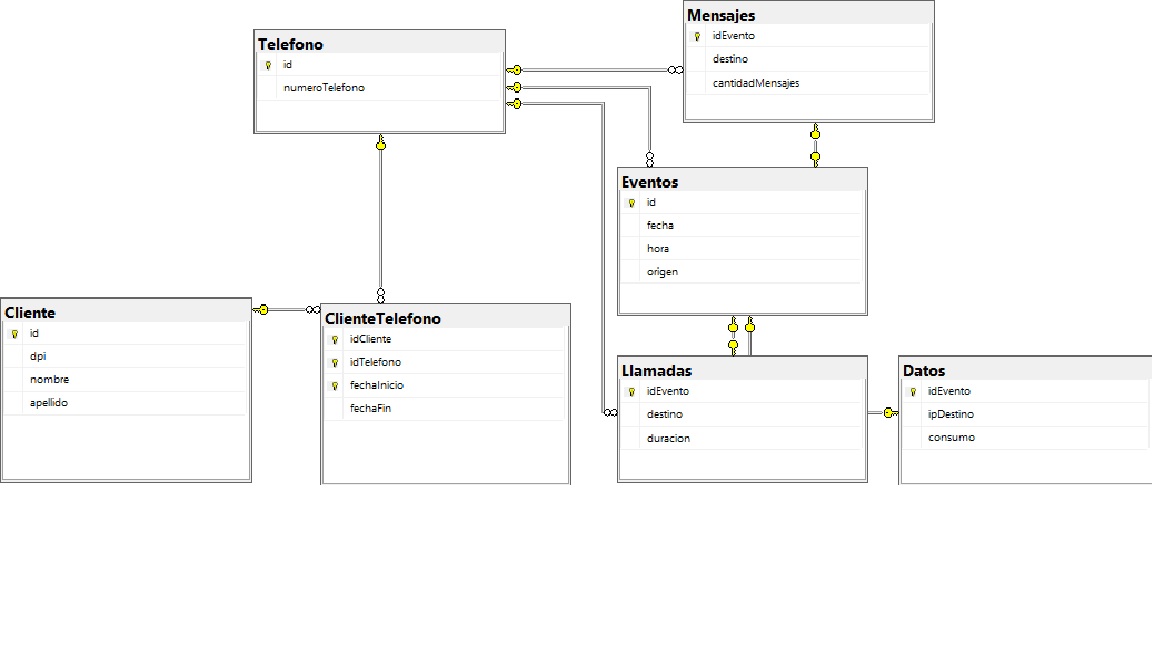 Telefono
id
numeroTelefono
Mensajes
idEvento
destino
cantidadMensajes
Eventos
id
fecha
hora
origen
Cliente
id
dpi
nombre
apellido
ClienteTelefono
idCliente
idTelefono
fechaInicio
fechaFin
Llamadas
idEvento
destino
duracion
Datos
idEvento
ipDestino
consumo